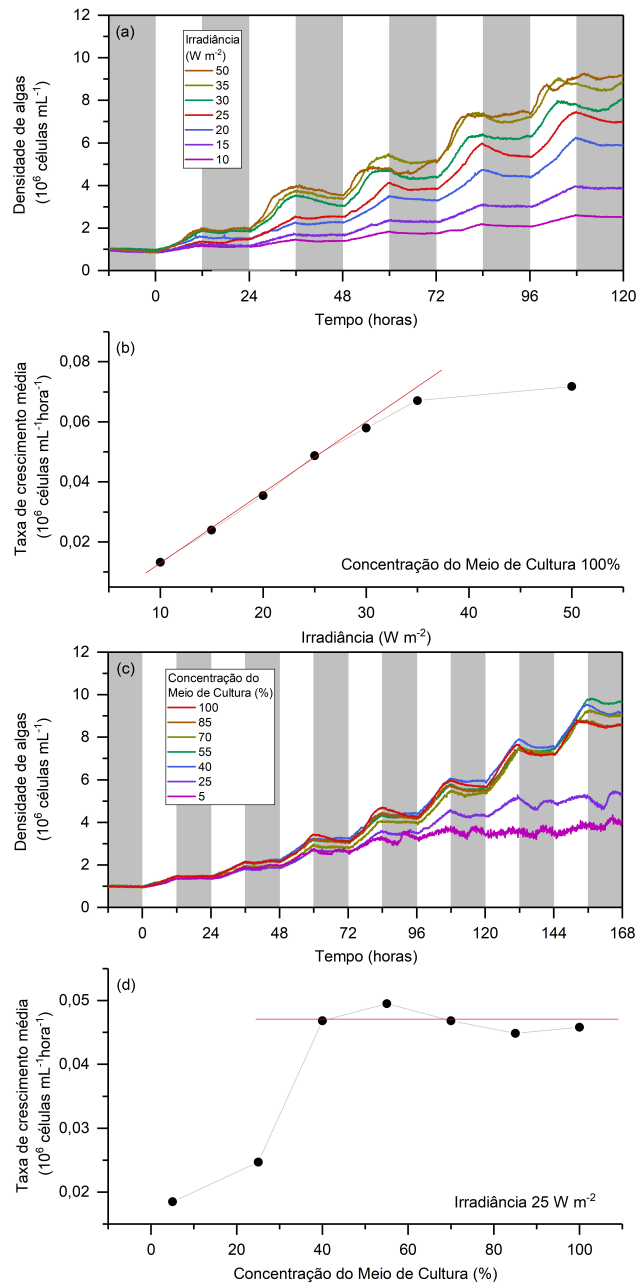 (a)
Irradiância
(W m-2)
50
35
30
25
20
15
10
Densidade de algas
(10⁶ células mL⁻¹)
12
10
8
6
4
2
0
0 24 48 72 96 120
Tempo (horas)
(b)
Taxa de crescimento média
(10⁶ células mL⁻¹hora⁻¹)
0,08
0,06
0,04
0,02
Concentração do Meio de Cultura 100%
10 20 30 40 50
Irradiância (W m⁻²)
(c)
Concentração do
Meio de Cultura (%)
100
85
70
55
40
25
5
Densidade de algas
(10⁶ células mL⁻¹)
12
10
8
6
4
2
0
0 24 48 72 96 120 144 168
Tempo (horas)
(d)
Taxa de crescimento média
(10⁶ células mL⁻¹hora⁻¹)
0,05
0,04
0,03
0,02
Irradiância 25 W m⁻²
0 20 40 60 80 100
Concentração do Meio de Cultura (%)